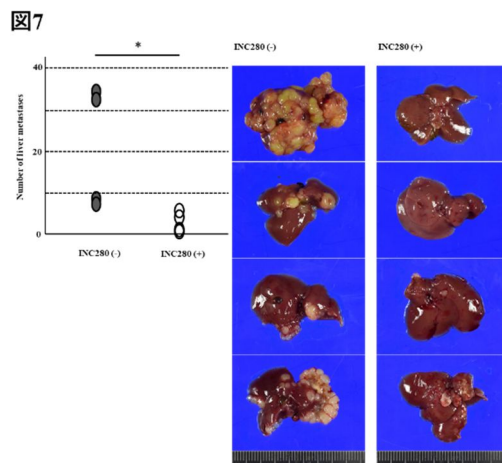 図7
*
INC280 (-)
INC280 (+)
Number of liver metastases
40
30
20
10
0
INC280 (-)
INC280 (+)